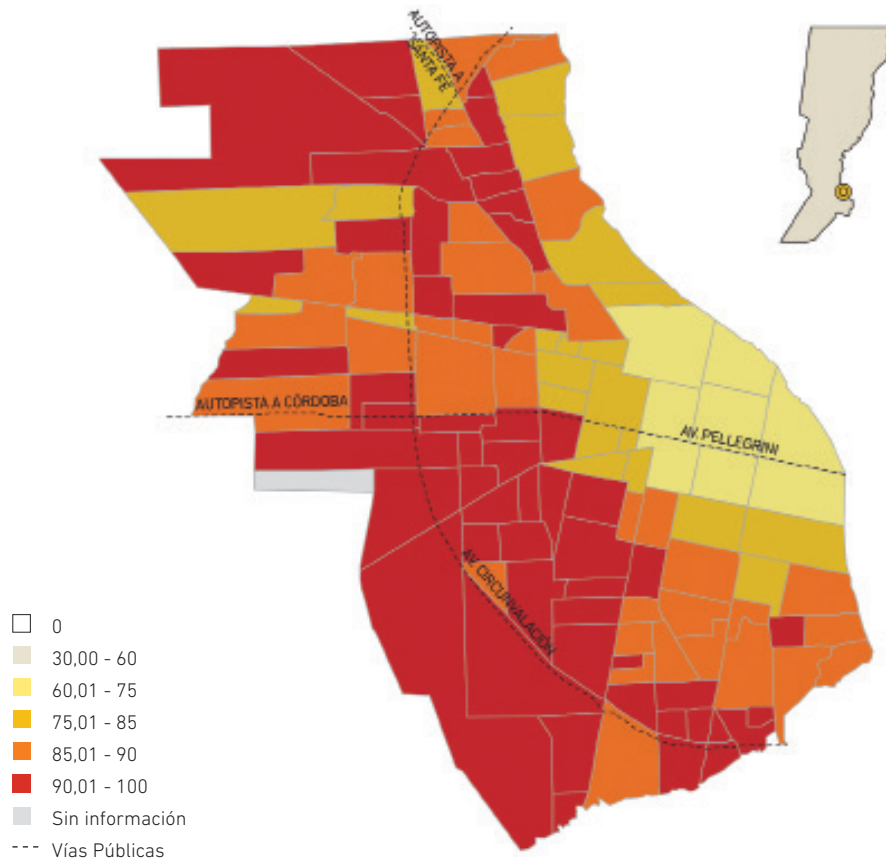 AUTOPISTA A
SANTA FE
AUTOPISTA A CÓRDOBA
AV. PELLEGRINI
AV. CIRCUNVALACIÓN
0
30,00 - 60
60,01 - 75
75,01 - 85
85,01 - 90
90,01 - 100
Sin información
Vías Públicas